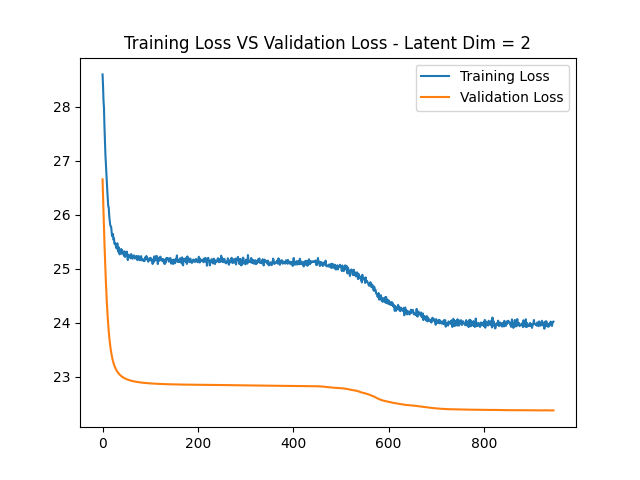 Training Loss VS Validation Loss - Latent Dim = 2
Training Loss
Validation Loss
28
27
26
25
24
23
0 200 400 600 800